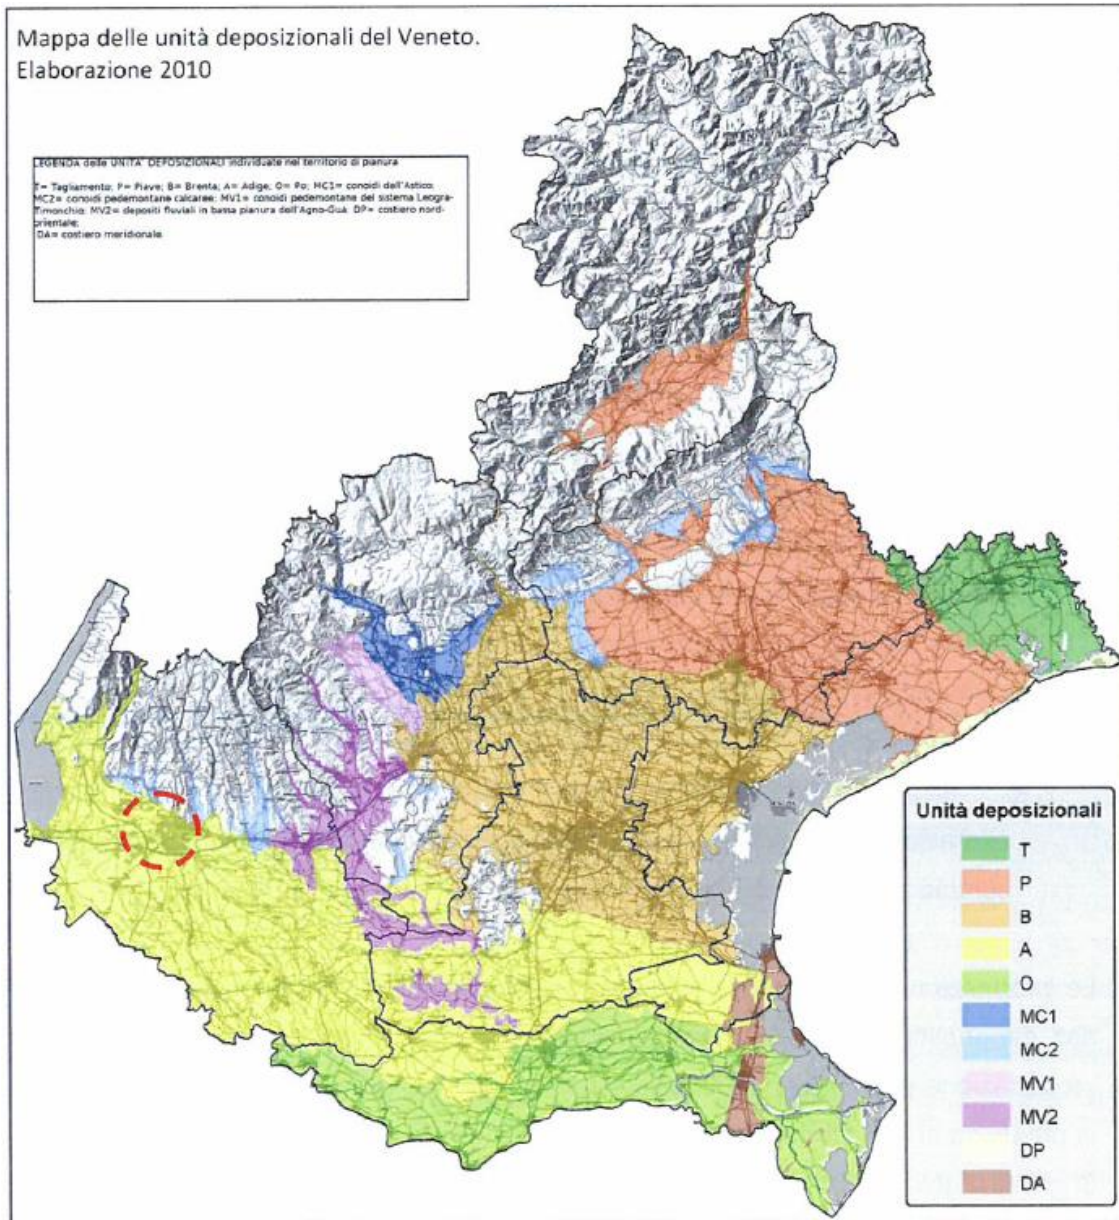 Mappa delle unità deposizionali del Veneto.
Elaborazione 2010
LEGENDA delle UNITA' DEPOSIZIONALI individuate nel territorio di pianura
T= Tagliamento; P= Piave; B= Brenta; A= Adige; O= Po; MC1= conoidi dell'Astico;
MC2= conoidi pedemontane calcaree; MV1= conoidi pedemontane del sistema Leogra-
Timonchio; MV2= depositi fluviali in bassa pianura dell'Agno-Guà. DP= costiero nord-
orientale;
DA= costiero meridionale.
Unità deposizionali
T
P
B
A
O
MC1
MC2
MV1
MV2
DP
DA